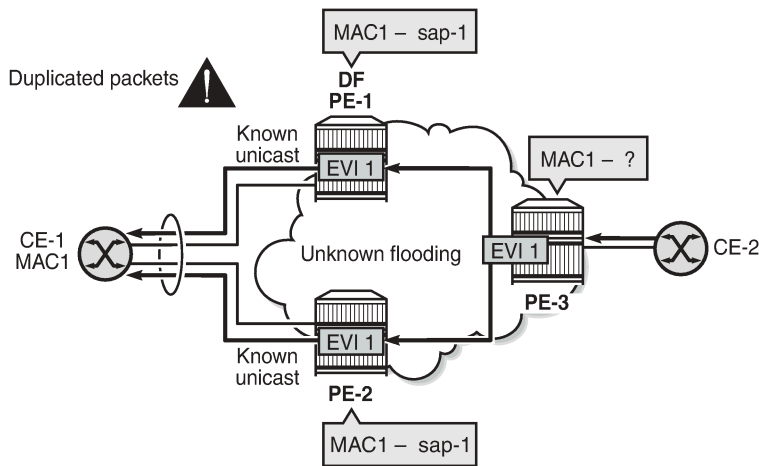 MAC1 – sap-1
Duplicated packets
!
DF
PE-1
Known
unicast
EVI 1
MAC1 – ?
CE-1
MAC1
Unknown flooding
EVI 1
CE-2
PE-3
EVI 1
Known
unicast
PE-2
MAC1 – sap-1